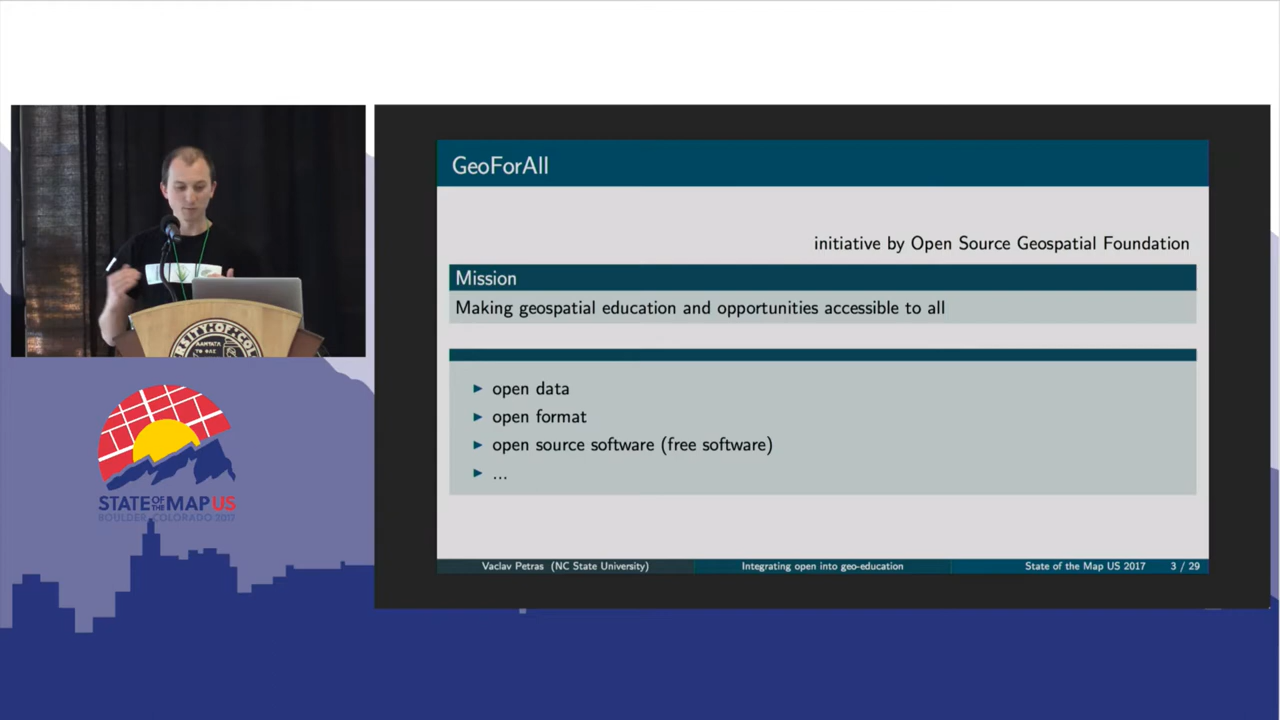 GeoForAll
initiative by Open Source Geospatial Foundation
Mission
Making geospatial education and opportunities accessible to all
► open data
► open format
► open source software (free software)
► ...
Vaclav Petras (NC State University) Integrating open into geo-education State of the Map US 2017 3 / 29
STATE OF THE MAP US
BOULDER, COLORADO 2017